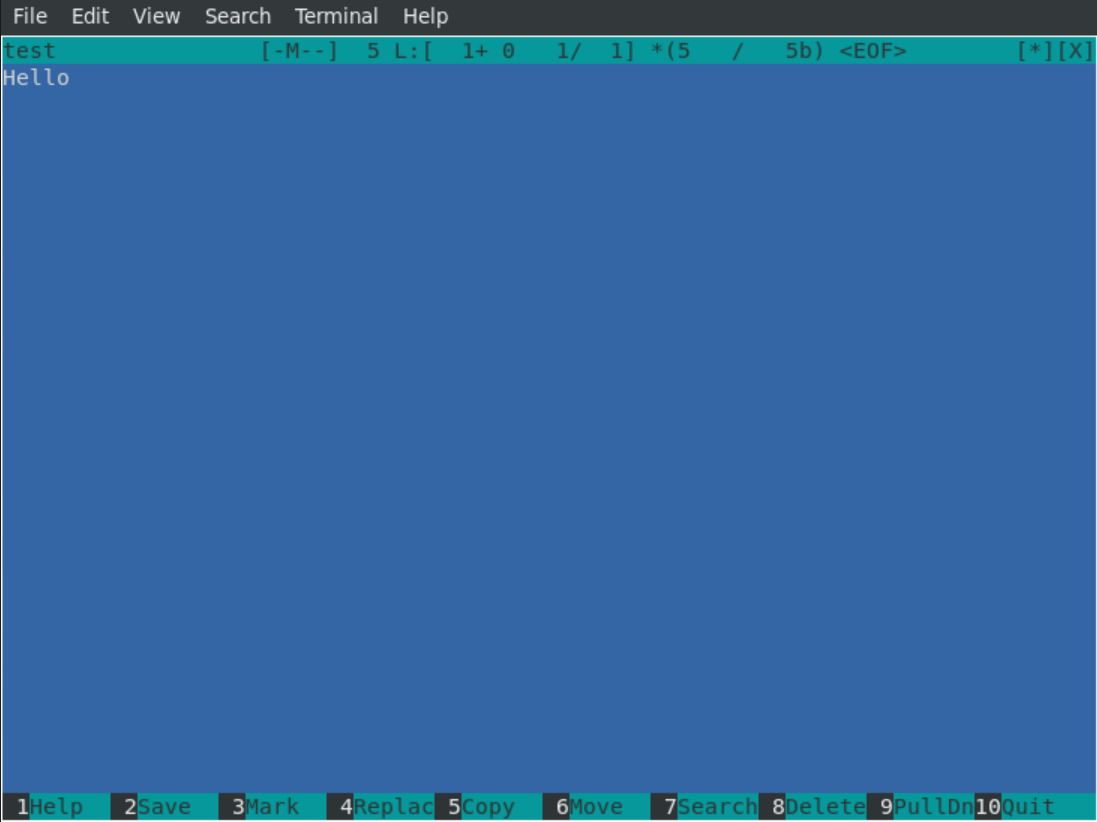 File Edit View Search Terminal Help
test [-M--] 5 L:[ 1+ 0 1/ 1] *(5 / 5b) <EOF> [*][X]
Hello
1Help 2Save 3Mark 4Replac 5Copy 6Move 7Search 8Delete 9PullDn 10Quit